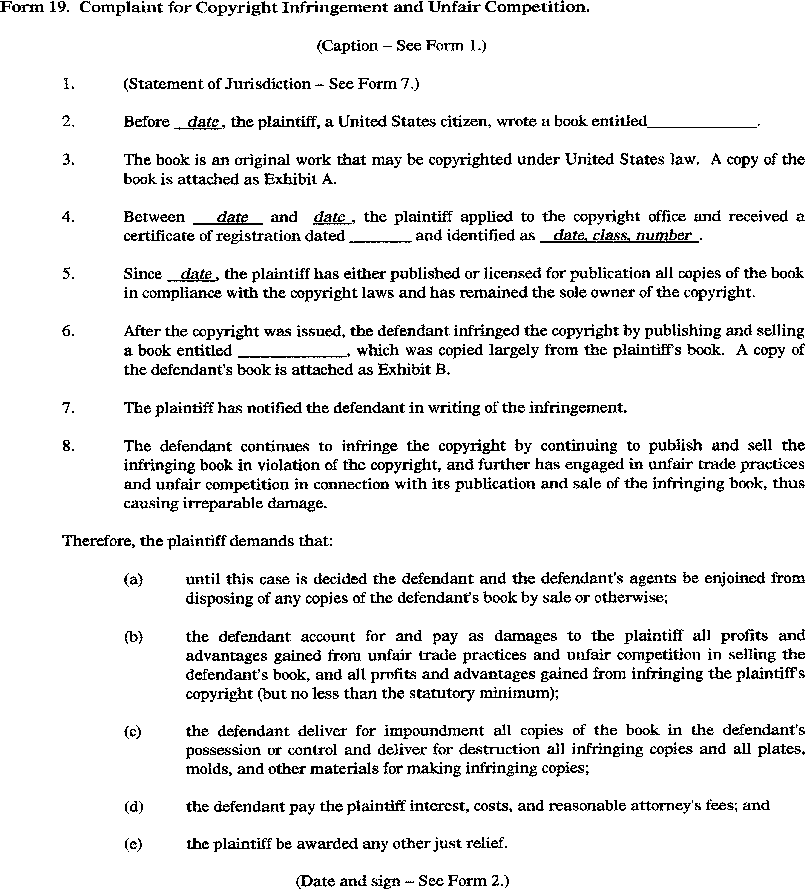 Form 19. Complaint for Copyright Infringement and Unfair Competition.
(Caption – See Form 1.)
1. (Statement of Jurisdiction – See Form 7.)
2. Before date, the plaintiff, a United States citizen, wrote a book entitled____________.
3. The book is an original work that may be copyrighted under United States law. A copy of the
book is attached as Exhibit A.
4. Between date and date, the plaintiff applied to the copyright office and received a
certificate of registration dated _______ and identified as date, class, number.
5. Since date, the plaintiff has either published or licensed for publication all copies of the book
in compliance with the copyright laws and has remained the sole owner of the copyright.
6. After the copyright was issued, the defendant infringed the copyright by publishing and selling
a book entitled ____________, which was copied largely from the plaintiff's book. A copy of
the defendant's book is attached as Exhibit B.
7. The plaintiff has notified the defendant in writing of the infringement.
8. The defendant continues to infringe the copyright by continuing to publish and sell the
infringing book in violation of the copyright, and further has engaged in unfair trade practices
and unfair competition in connection with its publication and sale of the infringing book, thus
causing irreparable damage.
Therefore, the plaintiff demands that:
(a) until this case is decided the defendant and the defendant's agents be enjoined from
disposing of any copies of the defendant's book by sale or otherwise;
(b) the defendant account for and pay as damages to the plaintiff all profits and
advantages gained from unfair trade practices and unfair competition in selling the
defendant's book, and all profits and advantages gained from infringing the plaintiff's
copyright (but no less than the statutory minimum);
(c) the defendant deliver for impoundment all copies of the book in the defendant's
possession or control and deliver for destruction all infringing copies and all plates,
molds, and other materials for making infringing copies;
(d) the defendant pay the plaintiff interest, costs, and reasonable attorney's fees; and
(e) the plaintiff be awarded any other just relief.
(Date and sign – See Form 2.)